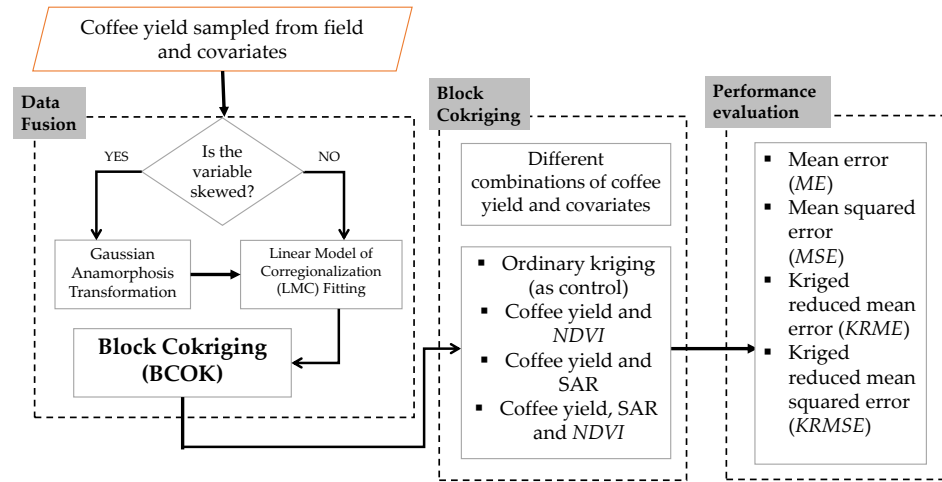 Coffee yield sampled from field
and covariates
Data
Fusion
Is the
variable
skewed?
YES
NO
Gaussian
Anamorphosis
Transformation
Linear Model of
Corregionalization
(LMC) Fitting
Block Cokriging
(BCOK)
Block
Cokriging
Different
combinations of coffee
yield and covariates
▪ Ordinary kriging
(as control)
▪ Coffee yield and
NDVI
▪ Coffee yield and
SAR
▪ Coffee yield, SAR
and NDVI
Performance
evaluation
▪ Mean error
(ME)
▪ Mean squared
error
(MSE)
▪ Kriged
reduced mean
error (KRME)
▪ Kriged
reduced mean
squared error
(KRMSE)